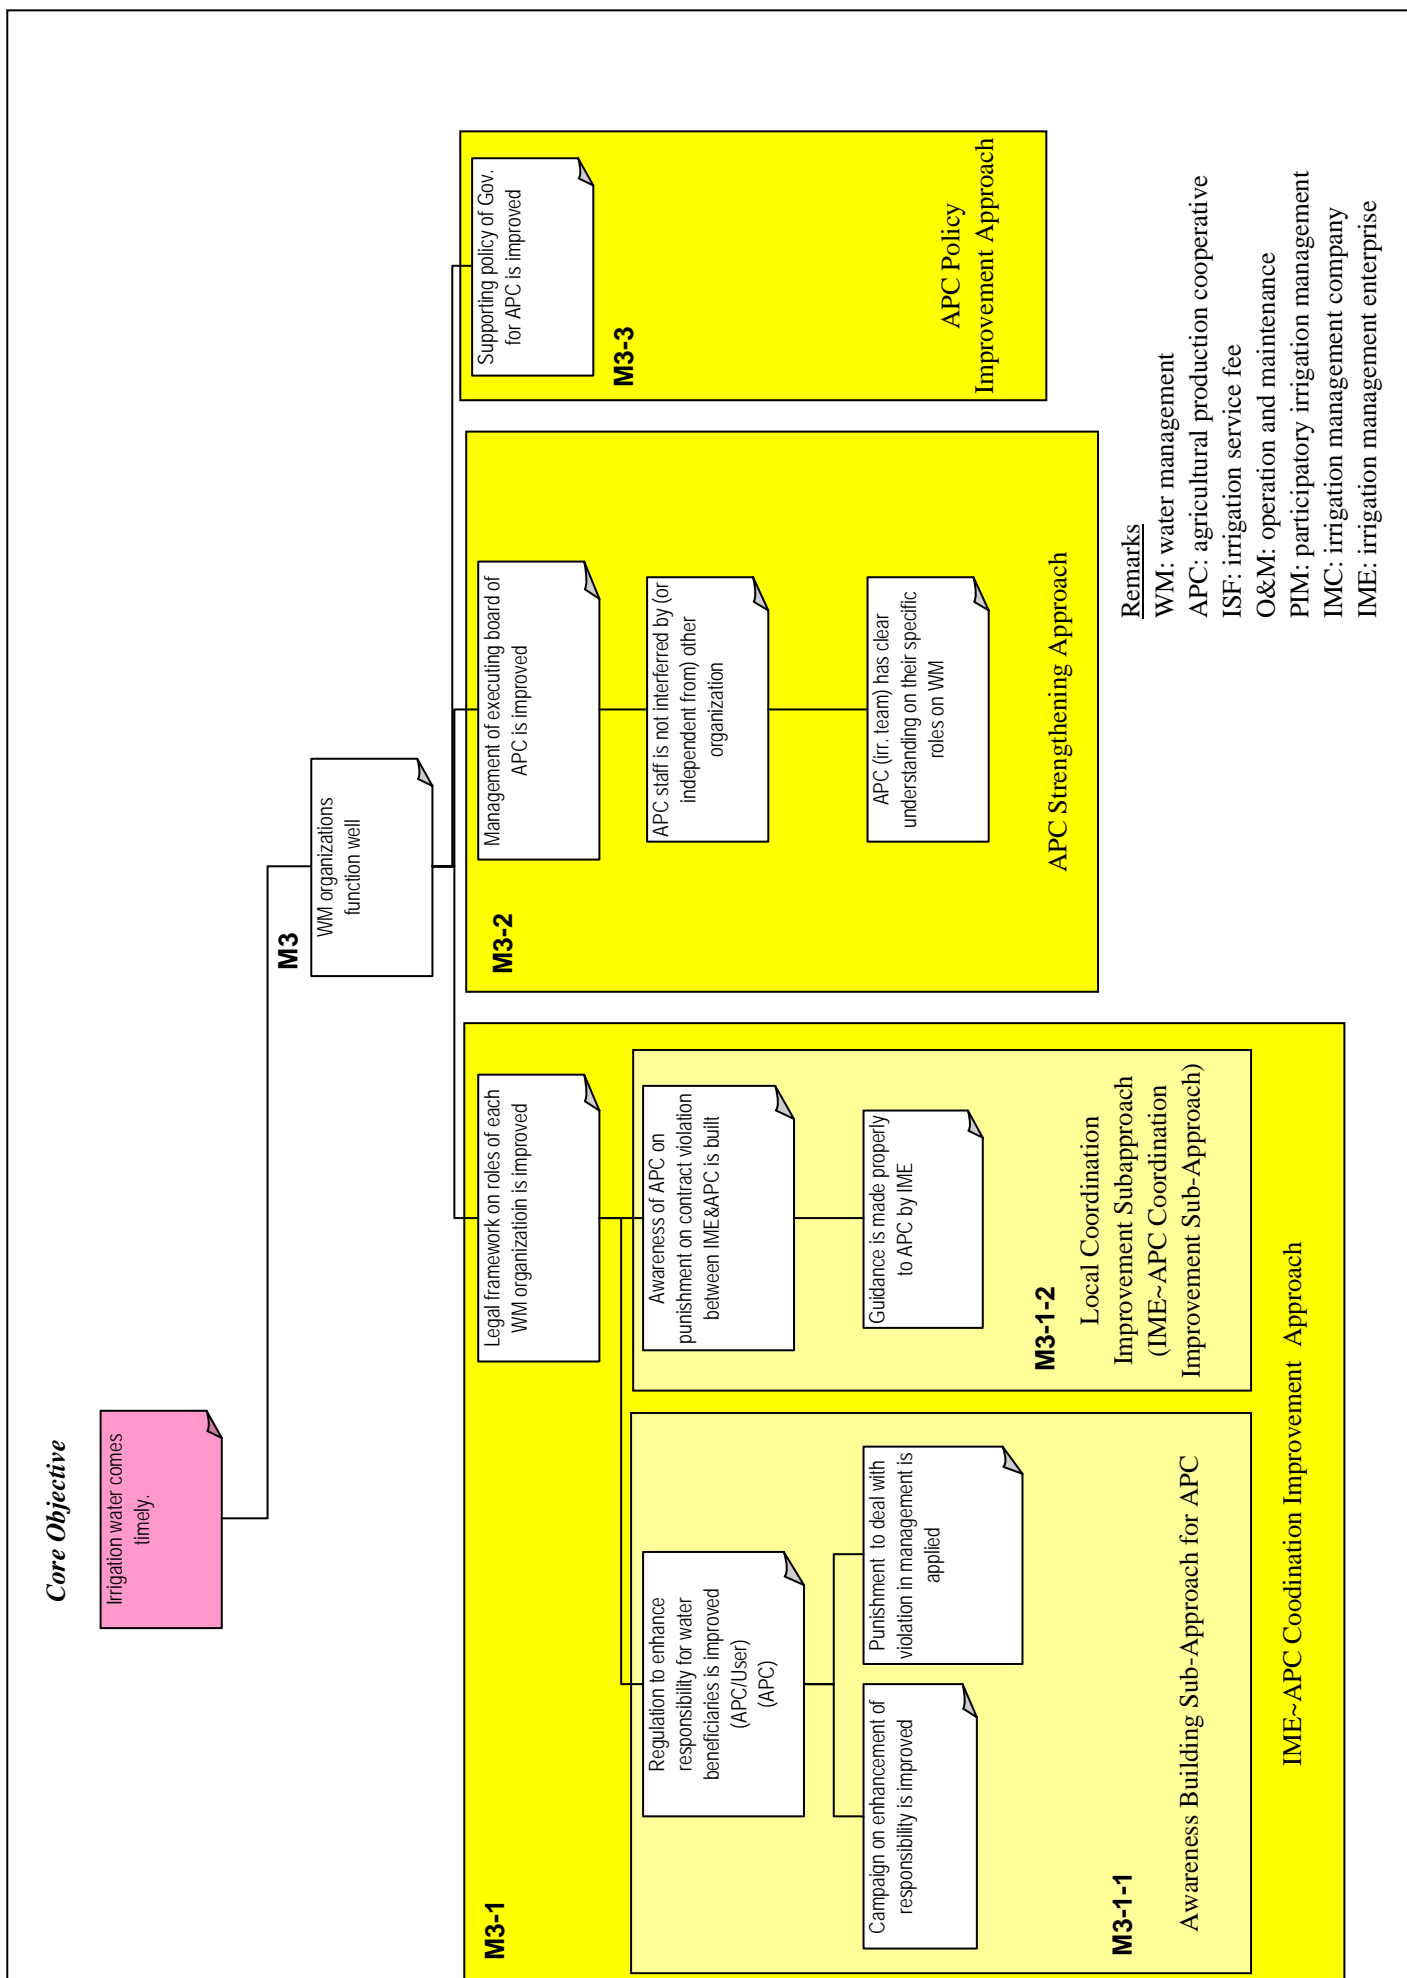 Core Objective
Irrigation water comes
timely.
M3
WM organizations
function well
M3-1
Legal framework on roles of each
WM organizatioin is improved
Regulation to enhance
responsibility for water
beneficiaries is improved
(APC/User)
(APC)
Campaign on enhancement of
responsibility is improved
Punishment to deal with
violation in management is
applied
M3-1-1
Awareness Building Sub-Approach for APC
Awareness of APC on
punishment on contract violation
between IME&APC is built
Guidance is made properly
to APC by IME
M3-1-2
Local Coordination
Improvement Subapproach
(IME~APC Coordination
Improvement Sub-Approach)
IME~APC Coodination Improvement Approach
M3-2
Management of executing board of
APC is improved
APC staff is not interferred by (or
independent from) other
organization
APC (irr. team) has clear
understanding on their specific
roles on WM
APC Strengthening Approach
Supporting policy of Gov.
for APC is improved
M3-3
APC Policy
Improvement Approach
Remarks
WM: water management
APC: agricultural production cooperative
ISF: irrigation service fee
O&M: operation and maintenance
PIM: participatory irrigation management
IMC: irrigation management company
IME: irrigation management enterprise